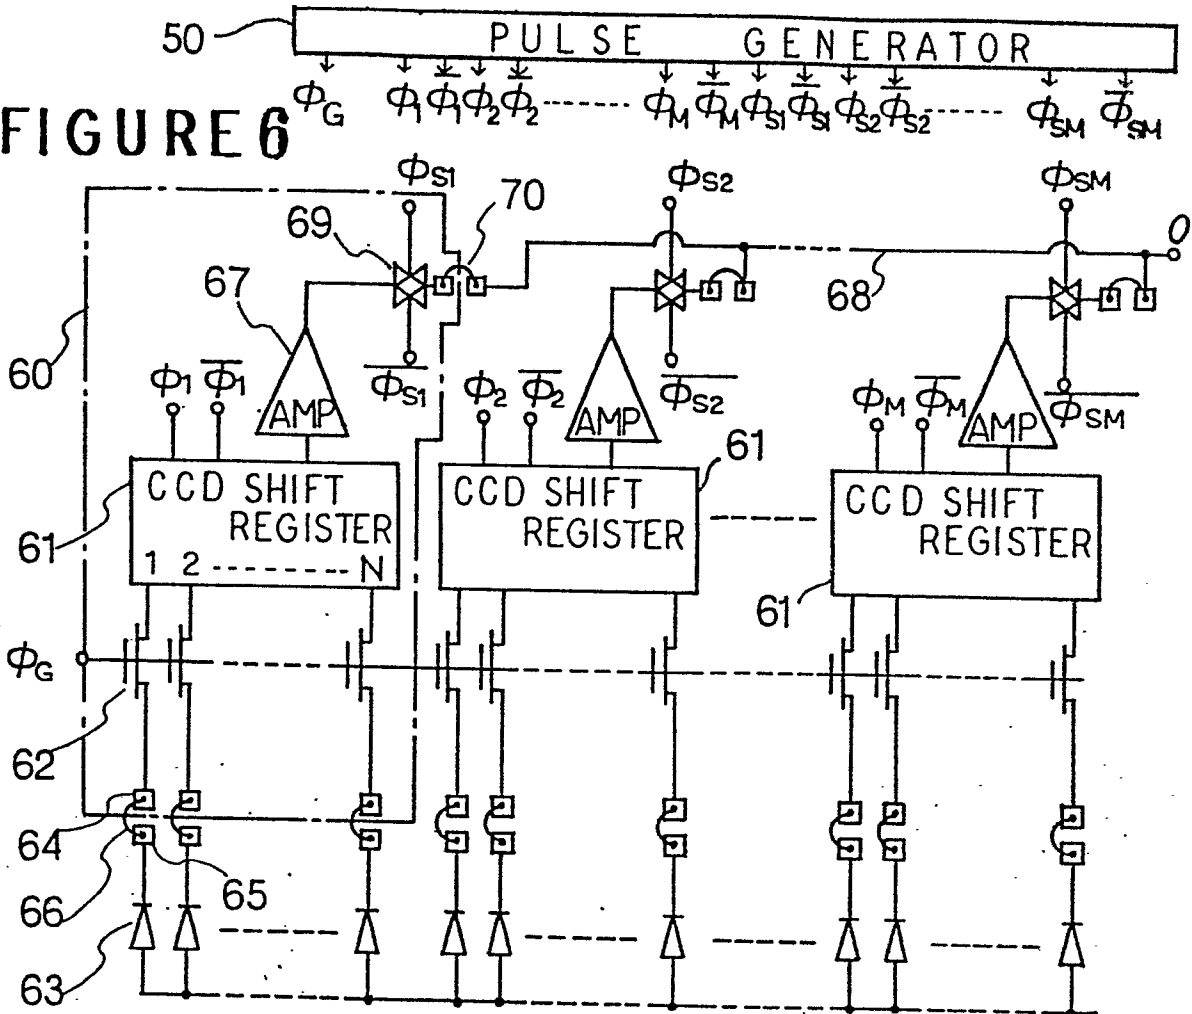 50 PULSE GENERATOR
ϕG ϕ1 ϕ̅1 ϕ2 ϕ̅2 ϕM ϕ̅M ϕS1 ϕ̅S1 ϕS2 ϕ̅S2 ϕSM ϕ̅SM
FIGURE 6
ϕS1 ϕS2 ϕSM
69 70 O
67 68
60
ϕ1 ϕ̅1 ϕ̅S1 ϕ2 ϕ̅2 ϕ̅S2 ϕM ϕ̅M ϕ̅SM
AMP AMP AMP
61
CCD SHIFT REGISTER
1 2 N
61
CCD SHIFT REGISTER
61
CCD SHIFT REGISTER
61
ϕG
62
64
66 65
63